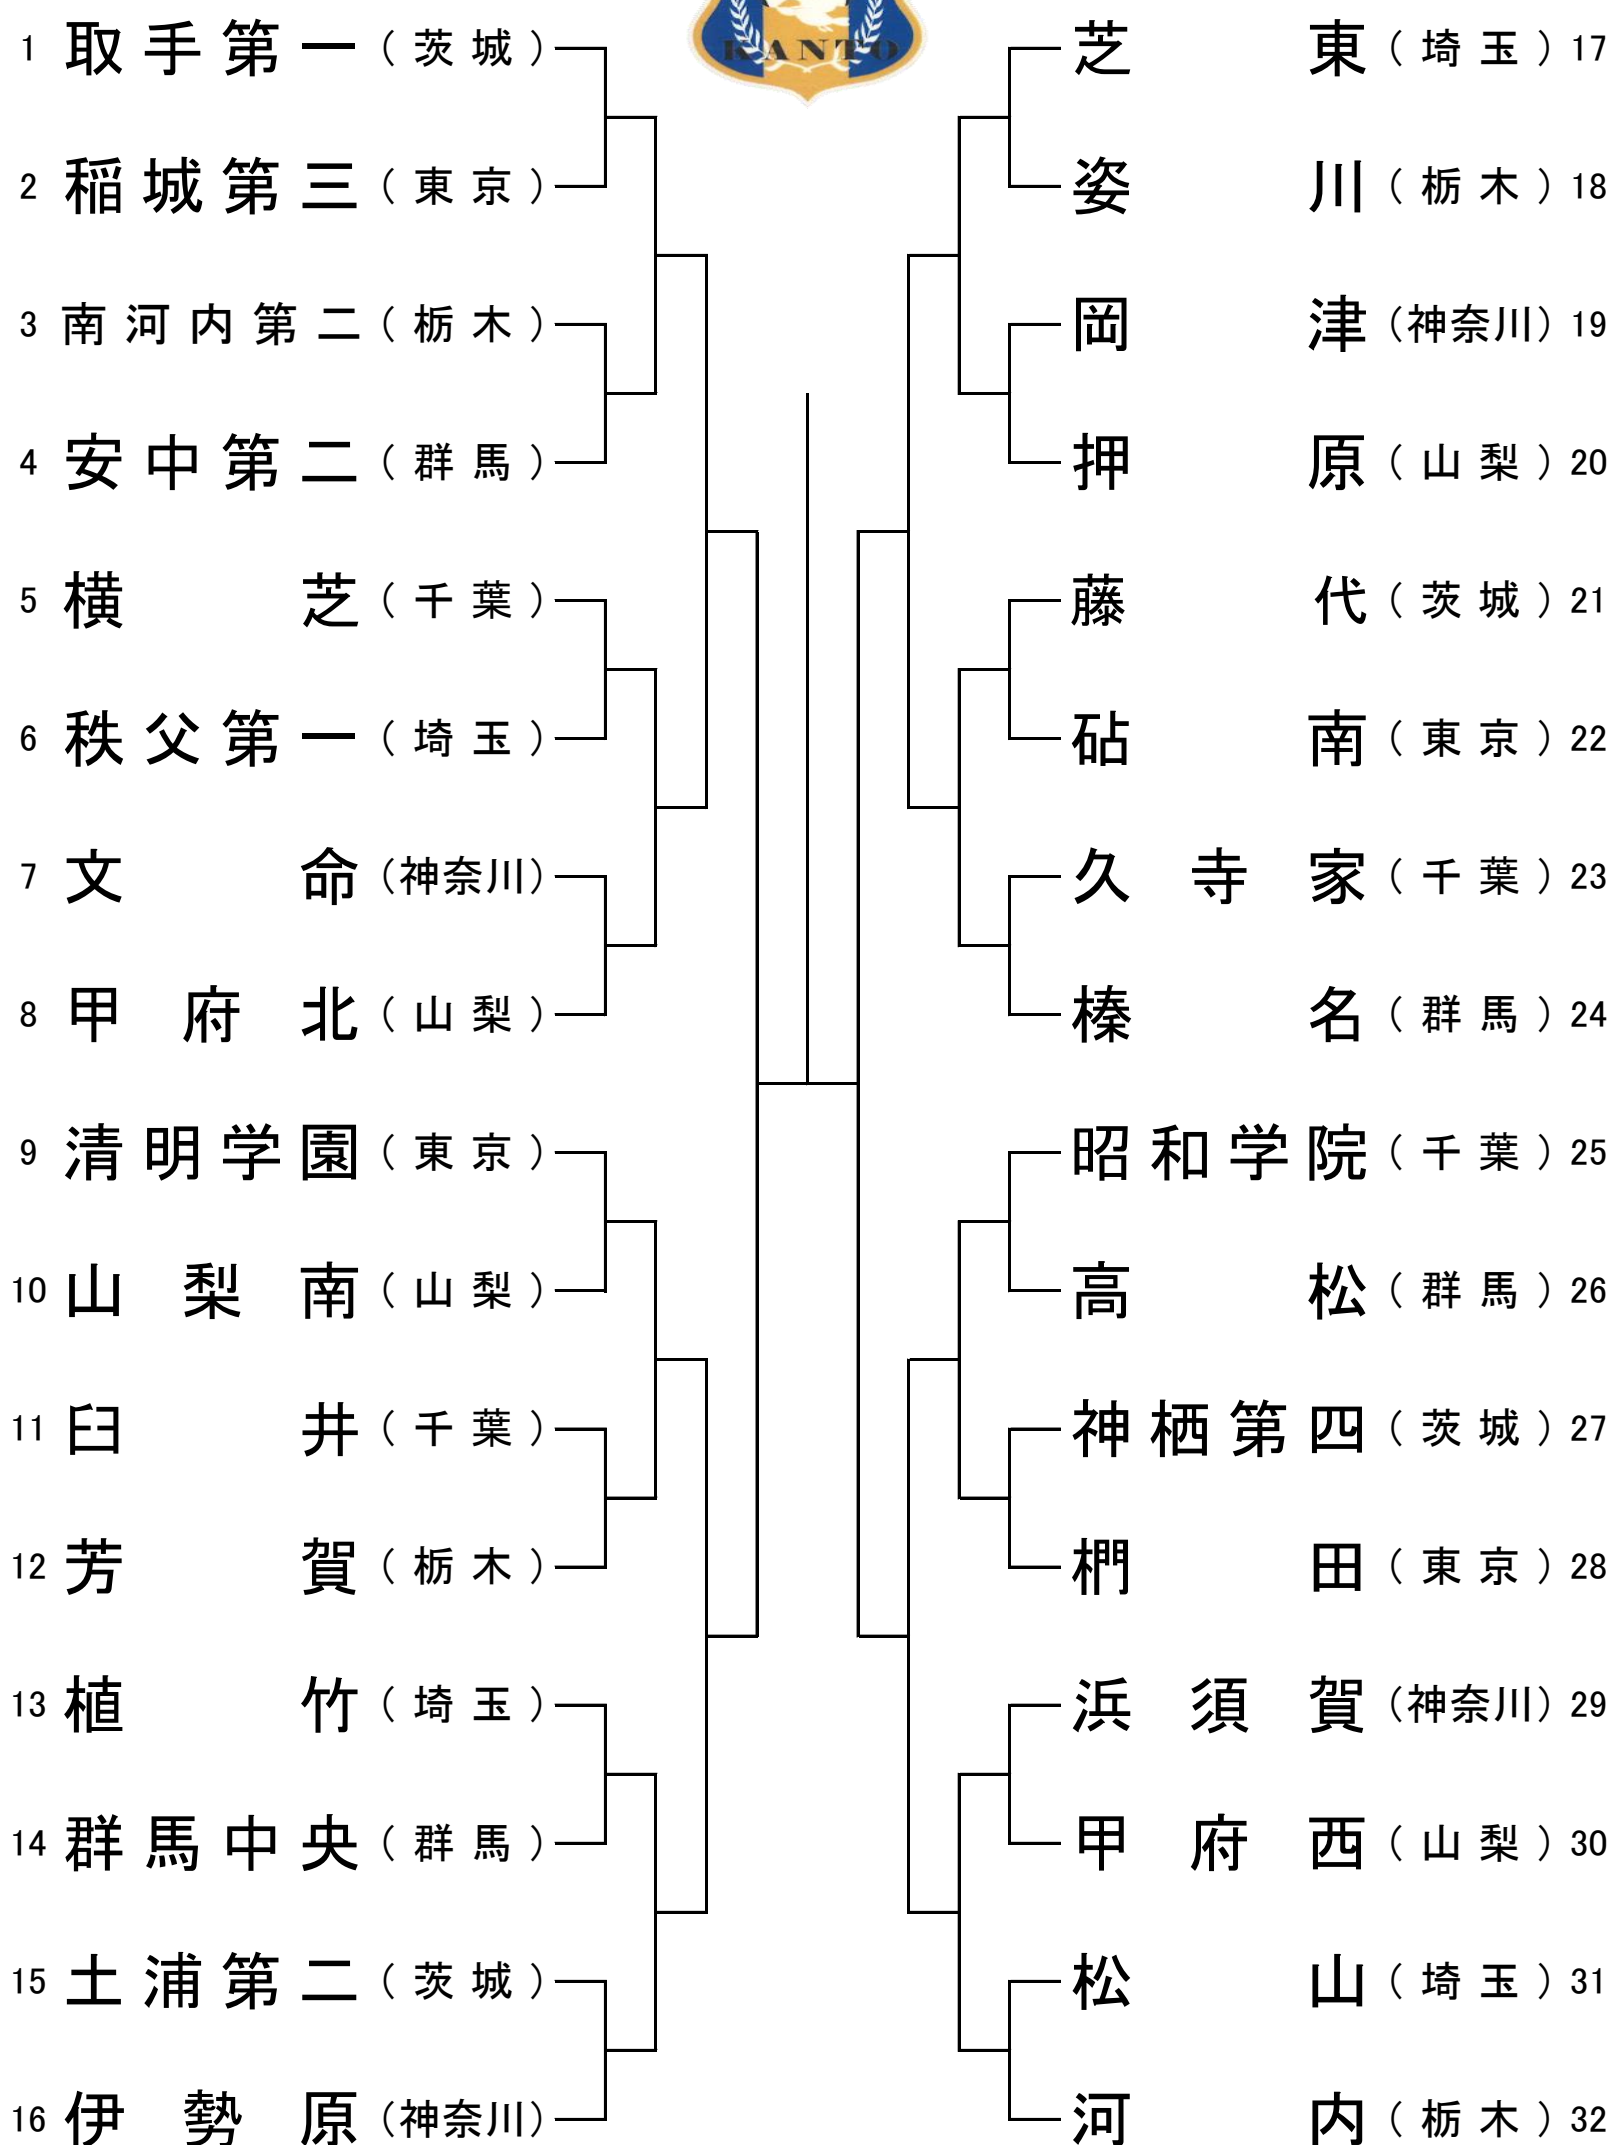 KANTO
1 取手第一(茨城)
2 稲城第三(東京)
3 南河内第二(栃木)
4 安中第二(群馬)
5 横芝(千葉)
6 秩父第一(埼玉)
7 文命(神奈川)
8 甲府北(山梨)
9 清明学園(東京)
10 山梨南(山梨)
11 臼井(千葉)
12 芳賀(栃木)
13 植竹(埼玉)
14 群馬中央(群馬)
15 土浦第二(茨城)
16 伊勢原(神奈川)
芝東(埼玉)17
姿川(栃木)18
岡津(神奈川)19
押原(山梨)20
藤代(茨城)21
砧南(東京)22
久寺家(千葉)23
榛名(群馬)24
昭和学院(千葉)25
高松(群馬)26
神栖第四(茨城)27
椚田(東京)28
浜須賀(神奈川)29
甲府西(山梨)30
松山(埼玉)31
河内(栃木)32